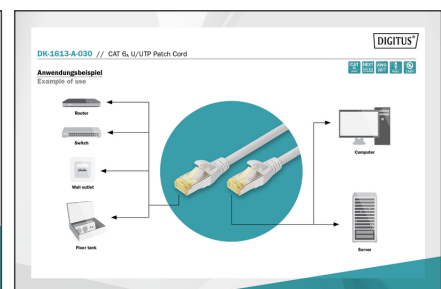 DIGITUS®
DK-1613-A-030 // CAT 6A U/UTP Patch Cord
Anwendungsbeispiel
Example of use
Router
Switch
Wall outlet
Floor tank
Computer
Server